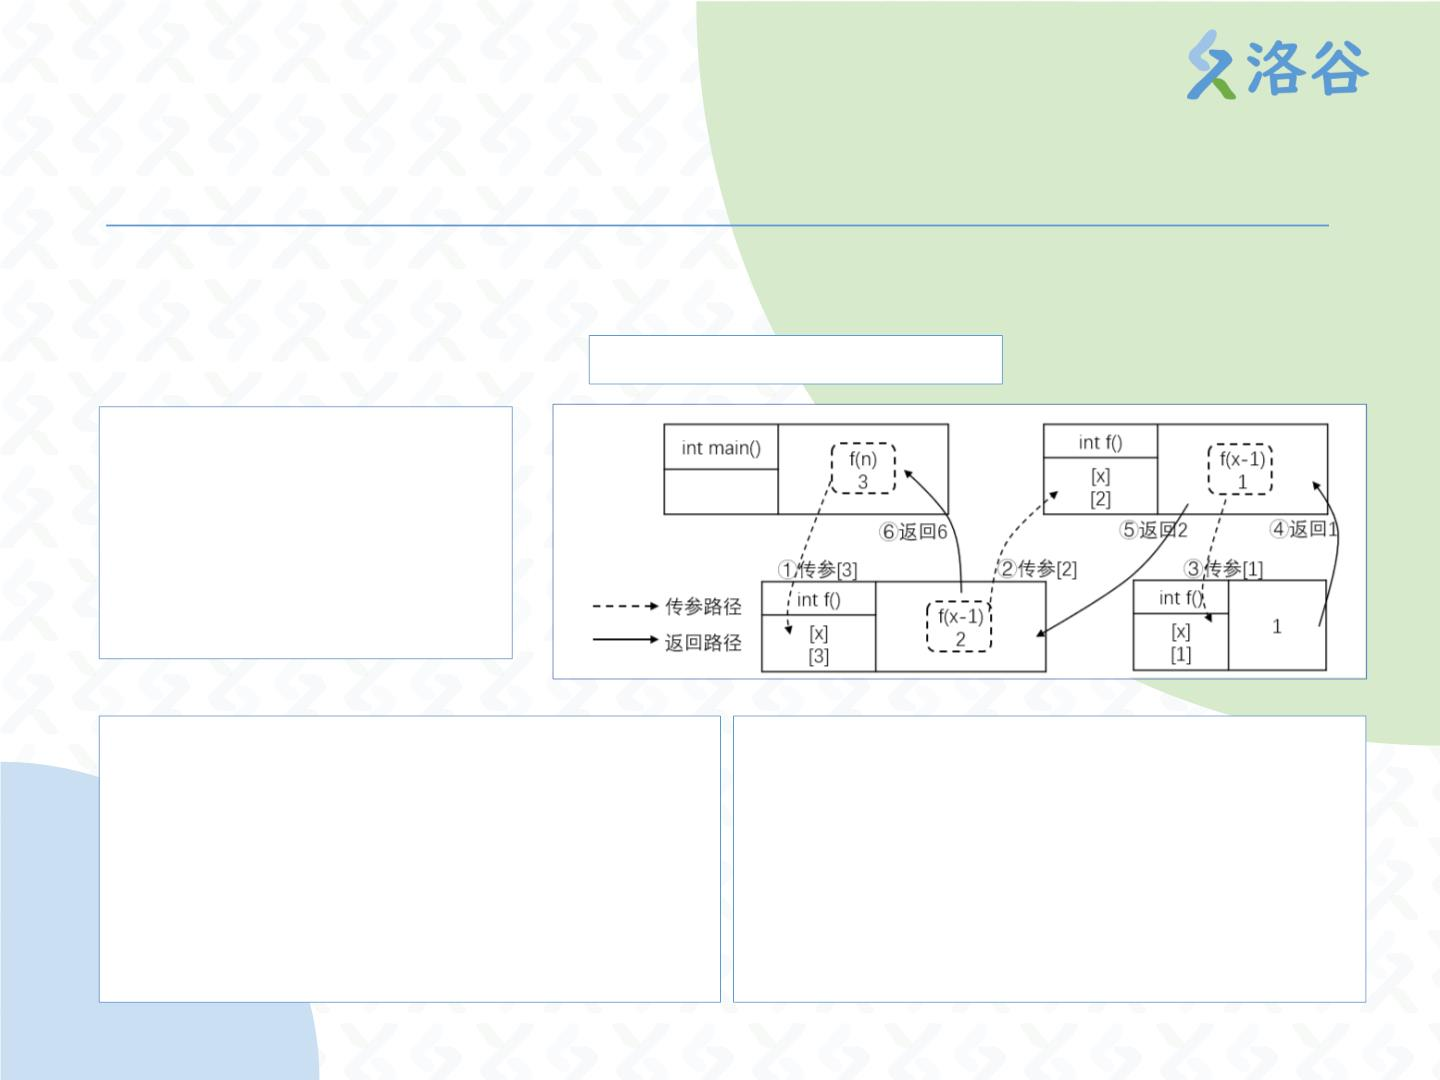 洛谷
int main()
f(n)
3
int f()
[x]
[2]
f(x-1)
1
⑥返回6
⑤返回2
④返回1
①传参[3]
②传参[2]
③传参[1]
传参路径
返回路径
int f()
[x]
[3]
f(x-1)
2
int f()
[x]
[1]
1